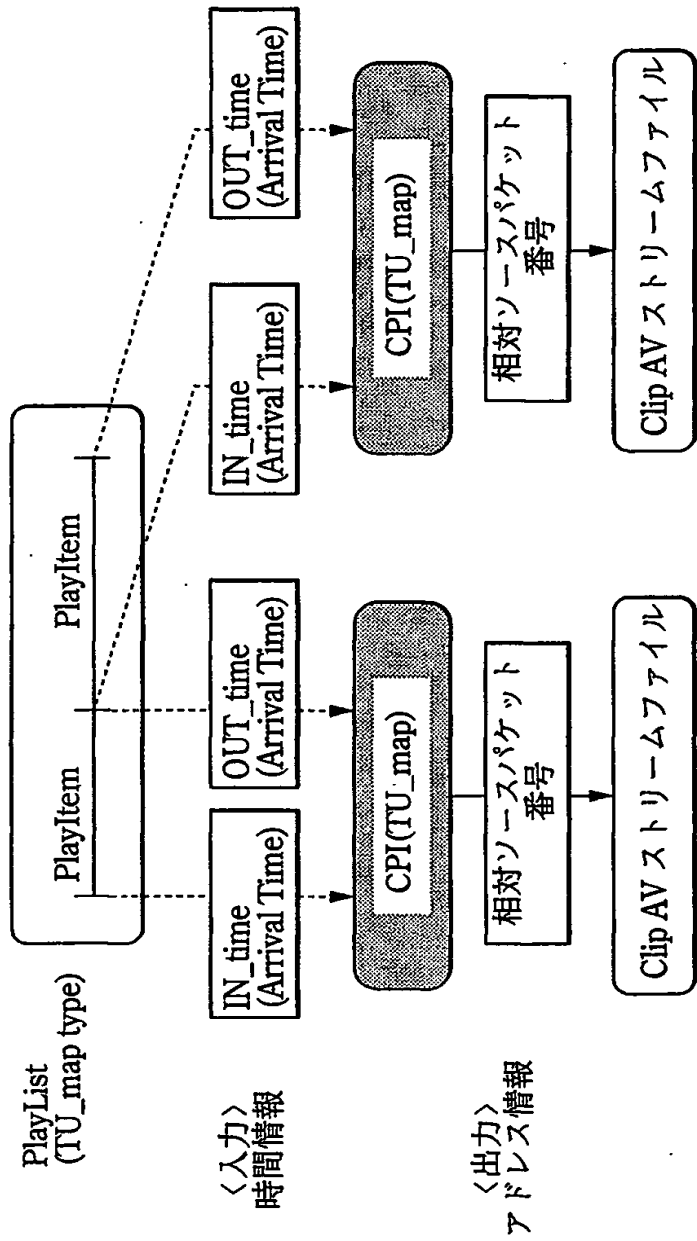 PlayList
(TU_map type)
PlayItem
PlayItem
〈入力〉
時間情報
IN_time
(Arrival Time)
OUT_time
(Arrival Time)
IN_time
(Arrival Time)
OUT_time
(Arrival Time)
CPI(TU_map)
CPI(TU_map)
〈出力〉
アドレス情報
相対ソースパケット
番号
相対ソースパケット
番号
Clip AV ストリームファイル
Clip AV ストリームファイル